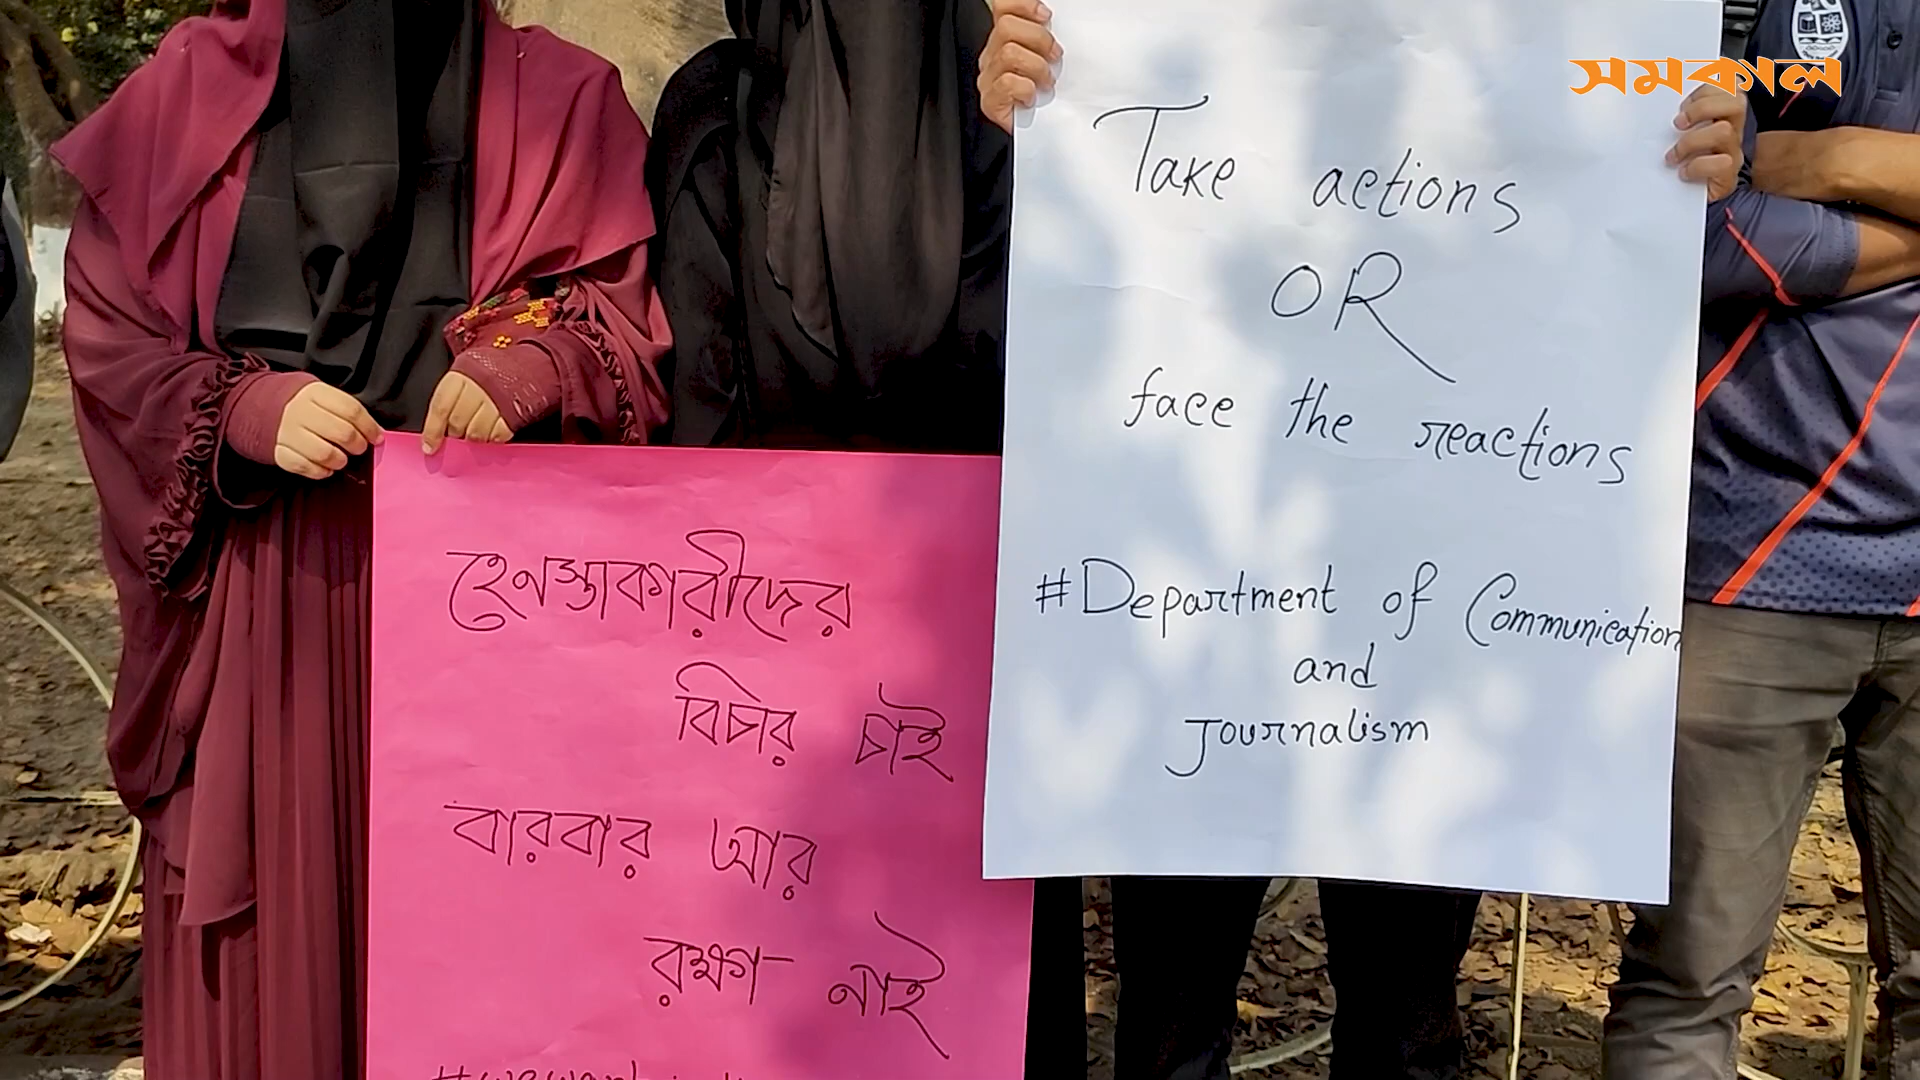 সমকাল
Take actions
OR
face the reactions
#Department of Communication
and
Journalism
হেনস্তাকারীদের
বিচার চাই
বারবার আর
রক্ষা নাই